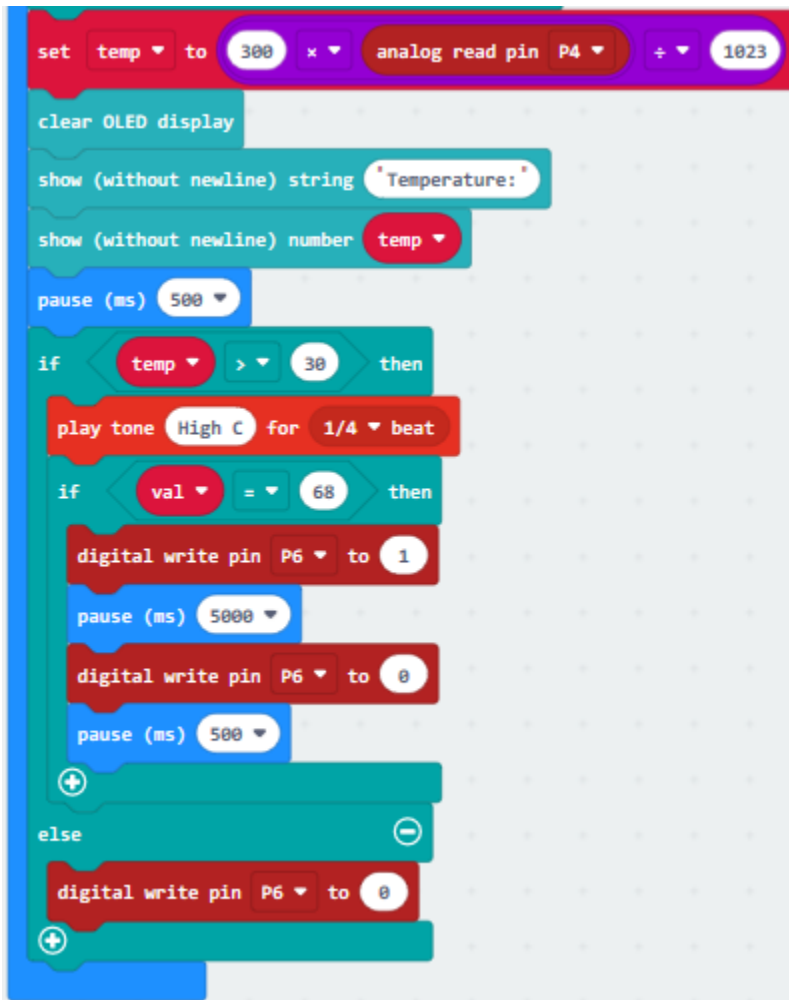 set temp to 300 × analog read pin P4 ÷ 1023
clear OLED display
show (without newline) string "Temperature:"
show (without newline) number temp
pause (ms) 500
if temp > 30 then
play tone High C for 1/4 beat
if val = 68 then
digital write pin P6 to 1
pause (ms) 5000
digital write pin P6 to 0
pause (ms) 500
else
digital write pin P6 to 0